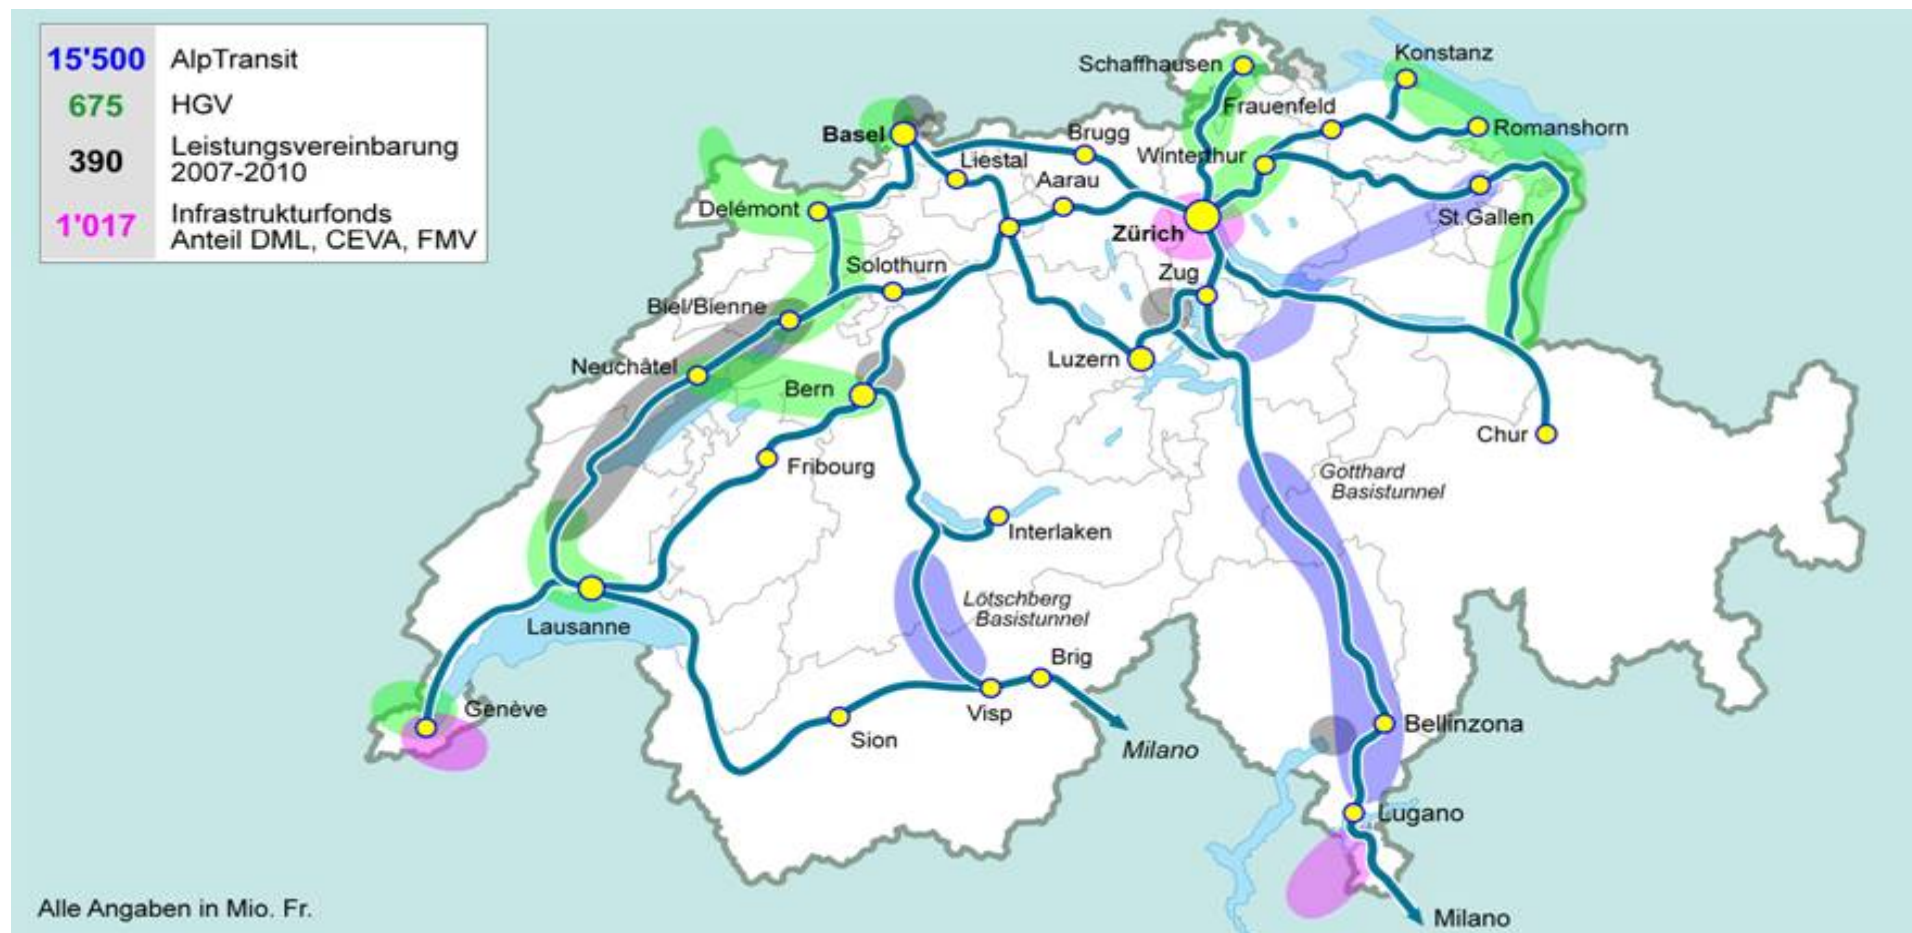 15'500 AlpTransit
675 HGV
390 Leistungsvereinbarung
2007-2010
1'017 Infrastrukturfonds
Anteil DML, CEVA, FMV
Schaffhausen
Konstanz
Frauenfeld
Romanshorn
Basel
Brugg
Liestal
Winterthur
Aarau
Delémont
St.Gallen
Zürich
Solothurn
Zug
Biel/Bienne
Neuchâtel
Luzern
Bern
Chur
Fribourg
Gotthard
Basistunnel
Interlaken
Lötschberg
Basistunnel
Lausanne
Brig
Genève
Visp
Sion
Milano
Bellinzona
Lugano
Alle Angaben in Mio. Fr.
Milano